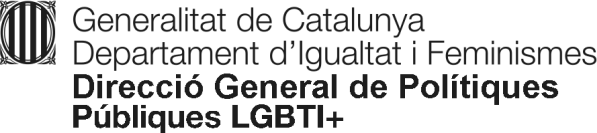 Generalitat de Catalunya
Departament d’Igualtat i Feminismes
Direcció General de Polítiques
Públiques LGBTI+